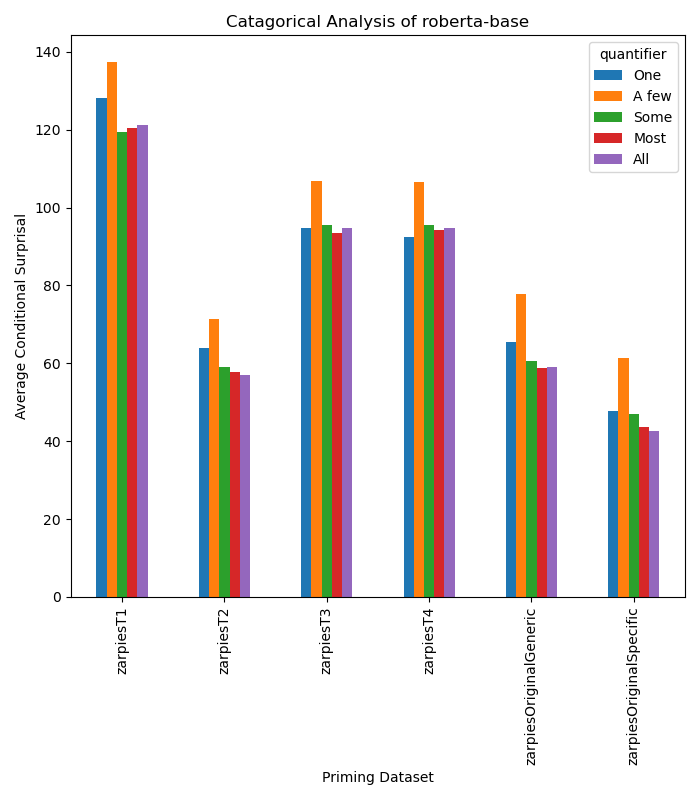 Catagorical Analysis of roberta-base
quantifier
One
A few
Some
Most
All
Average Conditional Surprisal
140
120
100
80
60
40
20
0
zarpiesT1
zarpiesT2
zarpiesT3
zarpiesT4
zarpiesOriginalGeneric
zarpiesOriginalSpecific
Priming Dataset